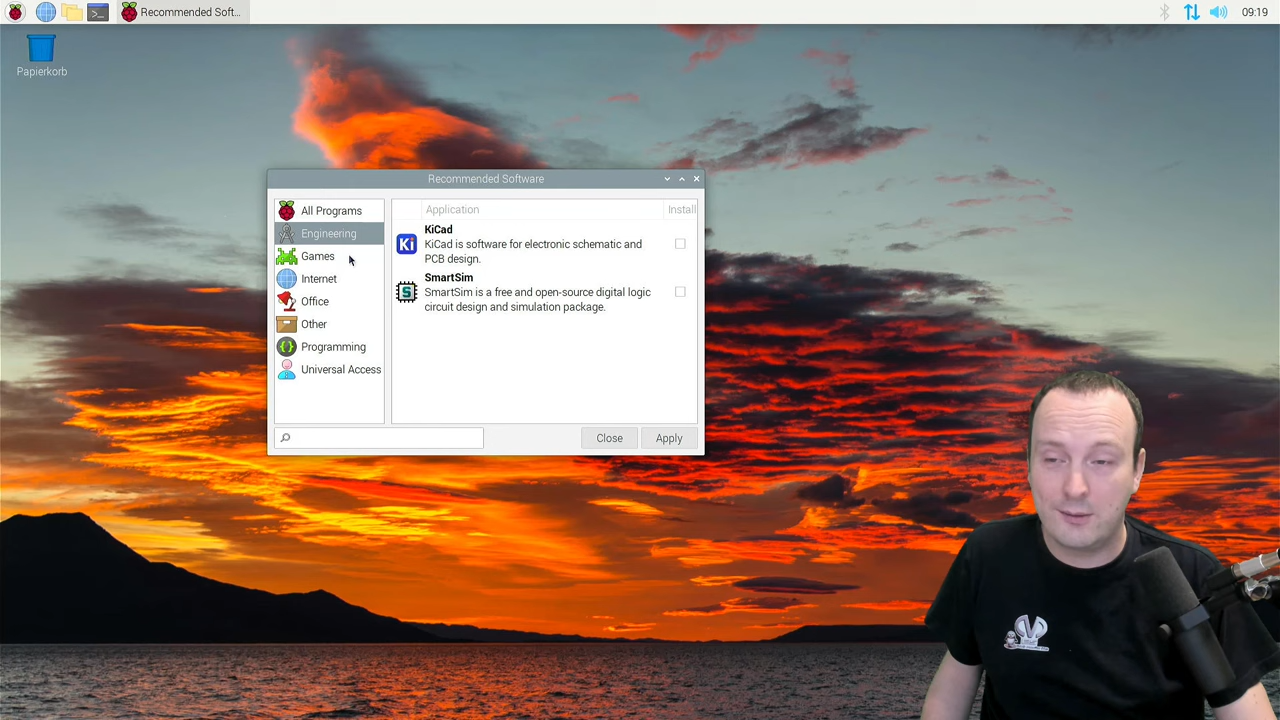 Recommended Soft...
09:19
Papierkorb
Recommended Software
All Programs
Engineering
Games
Internet
Office
Other
Programming
Universal Access
Application
Install
Ki
KiCad
KiCad is software for electronic schematic and
PCB design.
S
SmartSim
SmartSim is a free and open-source digital logic
circuit design and simulation package.
Close
Apply